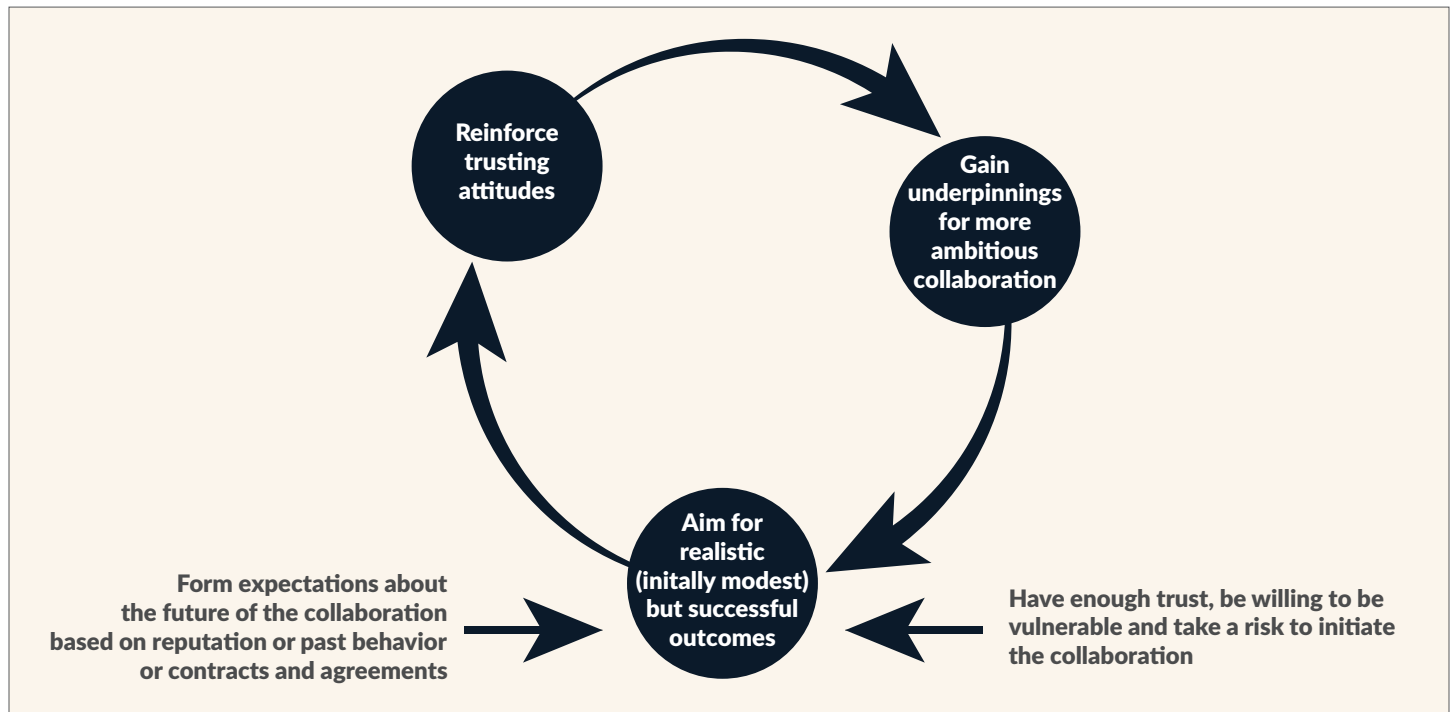 Reinforce
trusting
attitudes
Gain
underpinnings
for more
ambitious
collaboration
Aim for
realistic
(initally modest)
but successful
outcomes
Form expectations about
the future of the collaboration
based on reputation or past behavior
or contracts and agreements
Have enough trust, be willing to be
vulnerable and take a risk to initiate
the collaboration